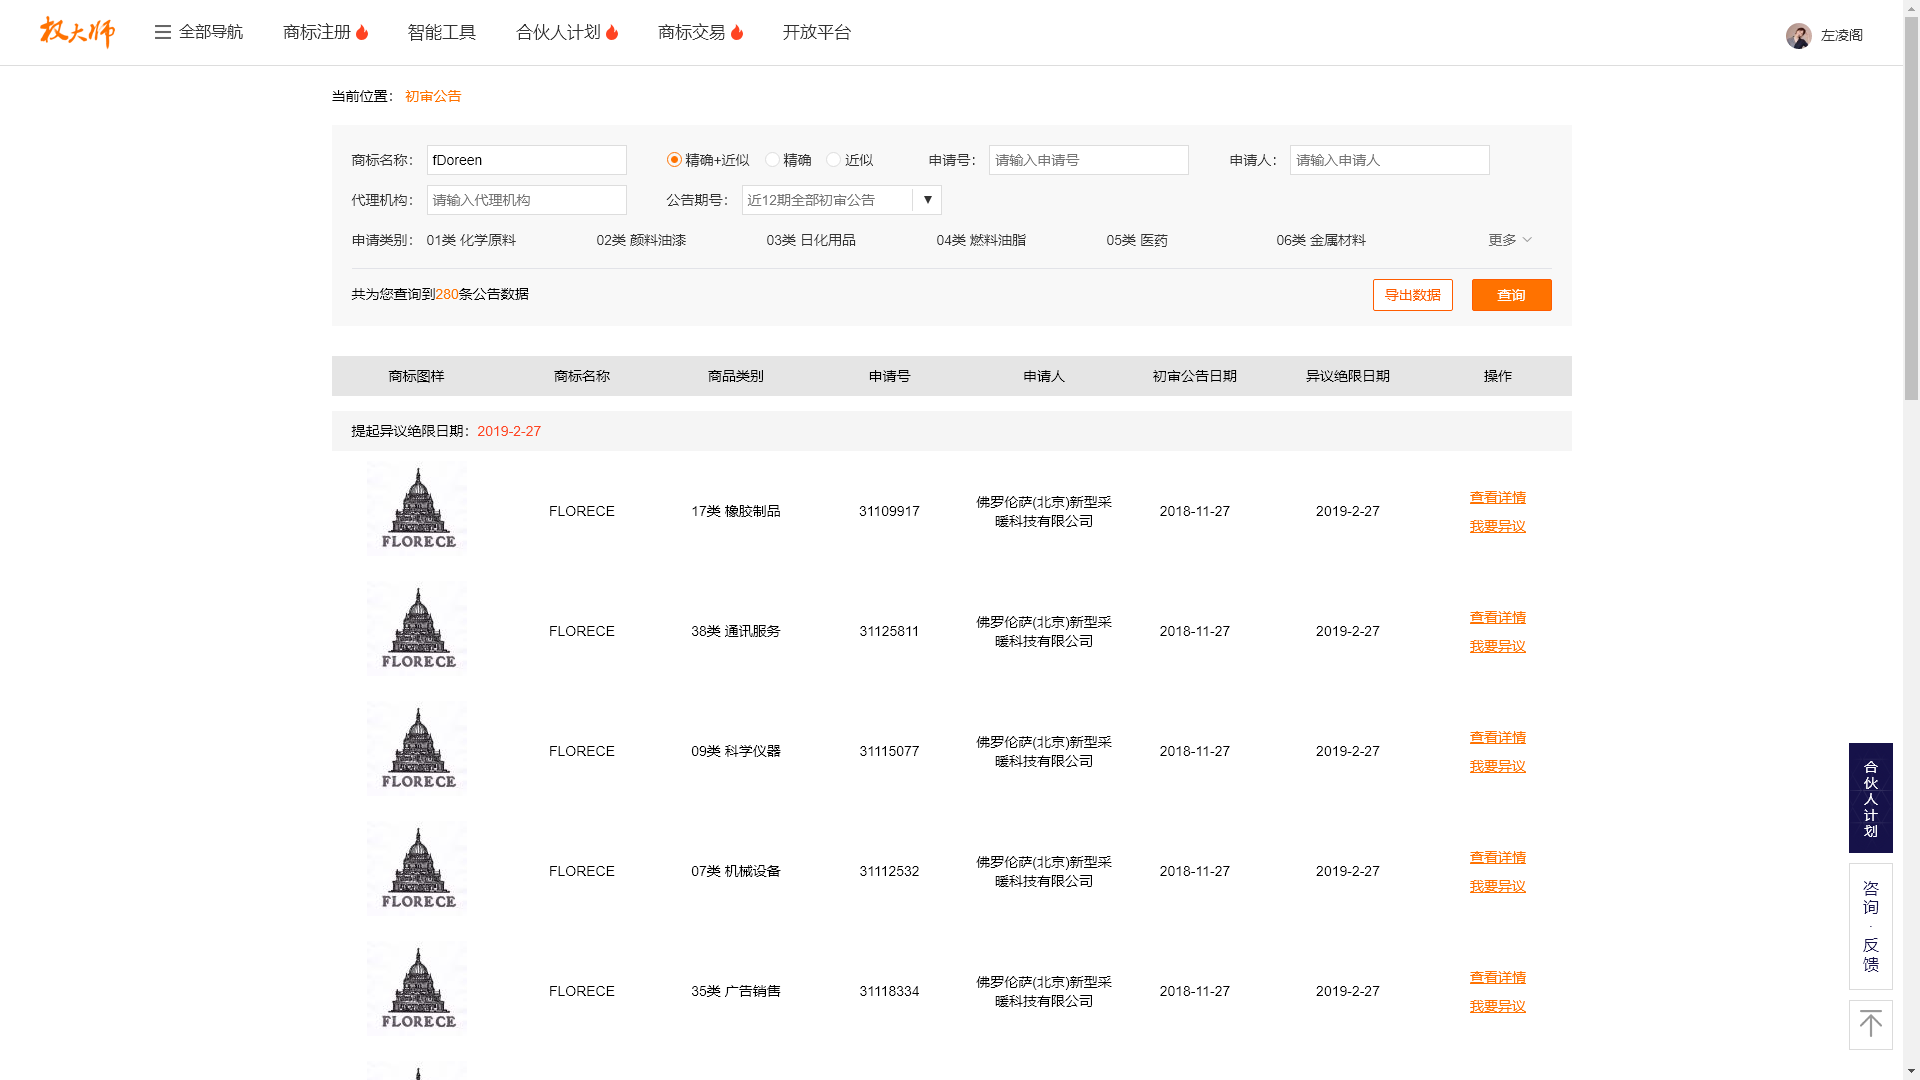 权大师 全部导航 商标注册 智能工具 合伙人计划 商标交易 开放平台 左凌阁
当前位置： 初审公告
商标名称： fDoreen 精确+近似 精确 近似 申请号： 请输入申请号 申请人： 请输入申请人
代理机构： 请输入代理机构 公告期号： 近12期全部初审公告 ▼
申请类别： 01类 化学原料 02类 颜料油漆 03类 日化用品 04类 燃料油脂 05类 医药 06类 金属材料 更多
共为您查询到280条公告数据 导出数据 查询
商标图样 商标名称 商品类别 申请号 申请人 初审公告日期 异议绝限日期 操作
提起异议绝限日期：2019-2-27
FLORECE FLORECE 17类 橡胶制品 31109917 佛罗伦萨(北京)新型采暖科技有限公司 2018-11-27 2019-2-27 查看详情 我要异议
FLORECE FLORECE 38类 通讯服务 31125811 佛罗伦萨(北京)新型采暖科技有限公司 2018-11-27 2019-2-27 查看详情 我要异议
FLORECE FLORECE 09类 科学仪器 31115077 佛罗伦萨(北京)新型采暖科技有限公司 2018-11-27 2019-2-27 查看详情 我要异议
FLORECE FLORECE 07类 机械设备 31112532 佛罗伦萨(北京)新型采暖科技有限公司 2018-11-27 2019-2-27 查看详情 我要异议
FLORECE FLORECE 35类 广告销售 31118334 佛罗伦萨(北京)新型采暖科技有限公司 2018-11-27 2019-2-27 查看详情 我要异议
合伙人计划
咨询·反馈